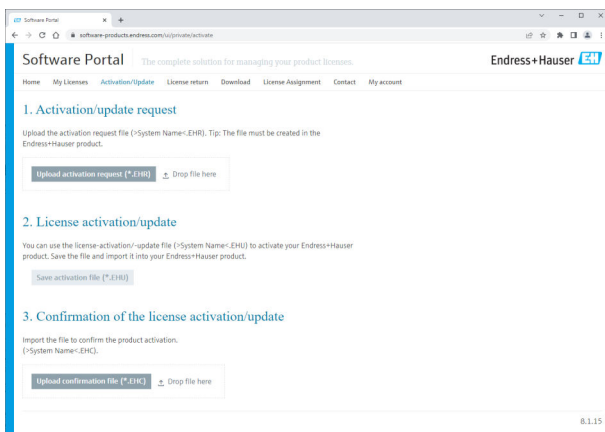 Software Portal
software-products.endress.com/ui/private/activate
Software Portal
The complete solution for managing your product licenses.
Endress+Hauser EH
Home My Licenses Activation/Update License return Download License Assignment Contact My account
1. Activation/update request
Upload the activation request file (>System Name<.EHR). Tip: The file must be created in the
Endress+Hauser product.
Upload activation request (*.EHR) Drop file here
2. License activation/update
You can use the license-activation/-update file (>System Name<.EHU) to activate your Endress+Hauser
product. Save the file and import it into your Endress+Hauser product.
Save activation file (*.EHU)
3. Confirmation of the license activation/update
Import the file to confirm the product activation.
(>System Name<.EHC).
Upload confirmation file (*.EHC) Drop file here
8.1.15